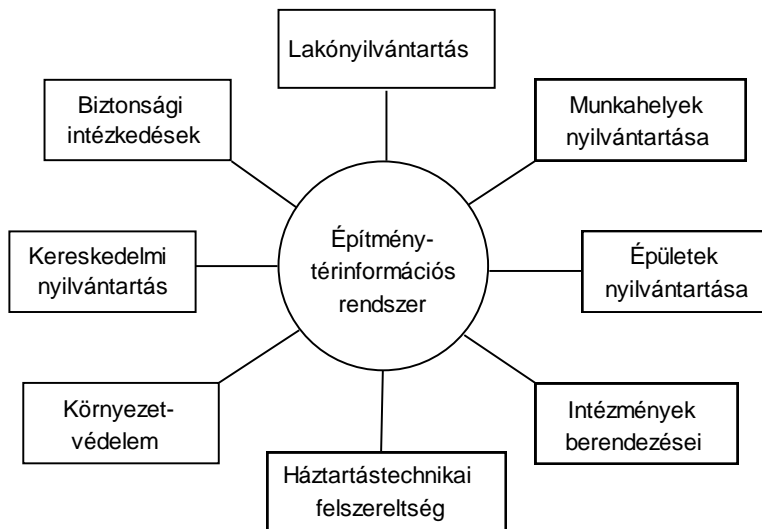 Lakónyilvántartás
Biztonsági
intézkedések
Munkahelyek
nyilvántartása
Építmény-
térinformációs
rendszer
Kereskedelmi
nyilvántartás
Épületek
nyilvántartása
Környezet-
védelem
Intézmények
berendezései
Háztartástechnikai
felszereltség